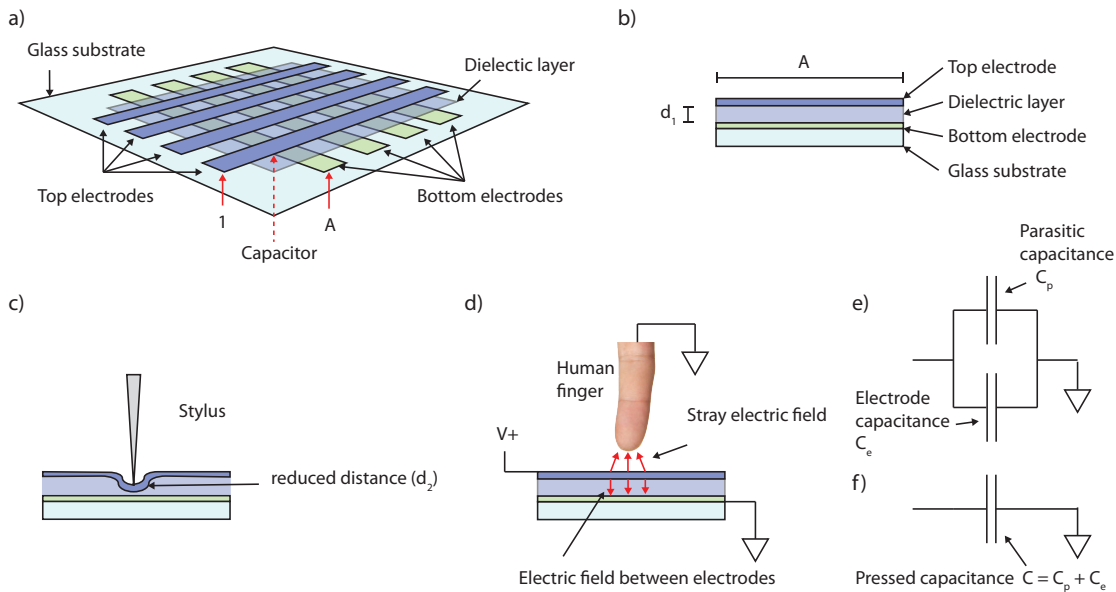 a)
Glass substrate
Dielectic layer
Top electrodes
Bottom electrodes
1
A
Capacitor
b)
A
d₁
Top electrode
Dielectric layer
Bottom electrode
Glass substrate
c)
Stylus
reduced distance (d₂)
d)
Human
finger
Stray electric field
V+
Electric field between electrodes
e)
Parasitic
capacitance
Cₚ
Electrode
capacitance
Cₑ
f)
Pressed capacitance C = Cₚ + Cₑ